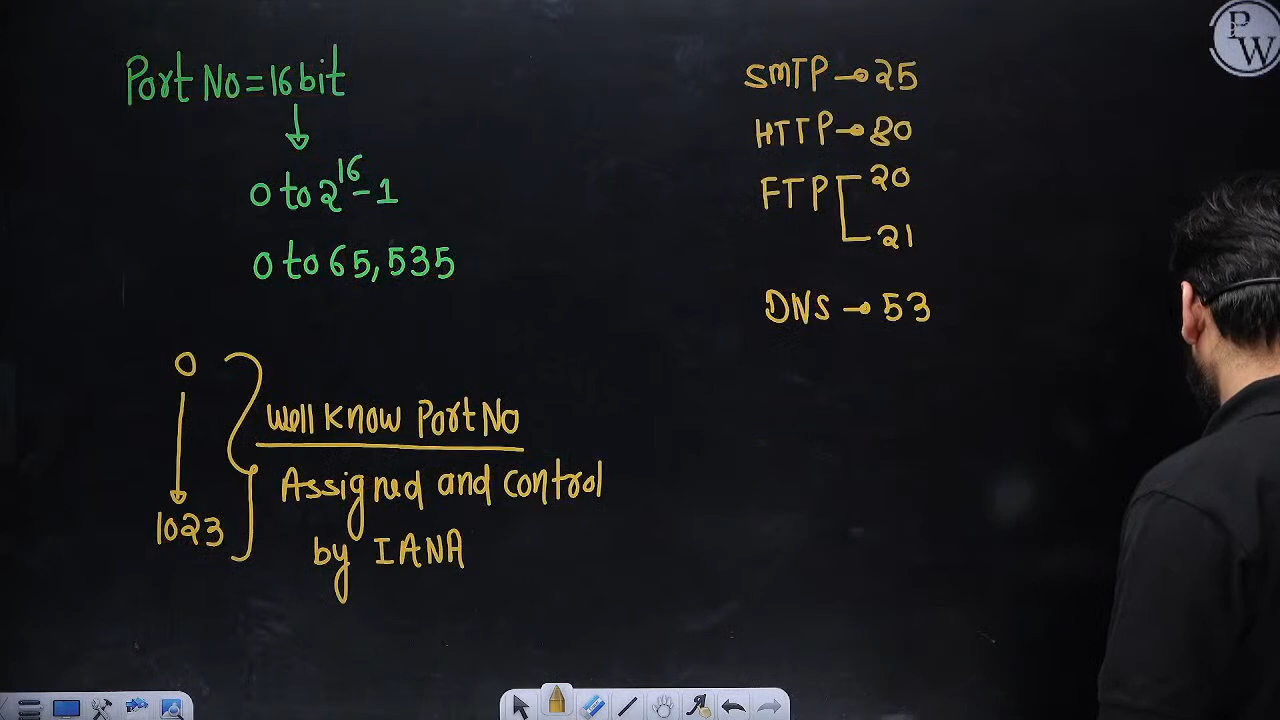 Port No = 16 bit
0 to 2^16 - 1
0 to 65,535
0
1023
Well Know Port No
Assigned and control
by IANA
SMTP → 25
HTTP → 80
FTP 20
21
DNS → 53
PW